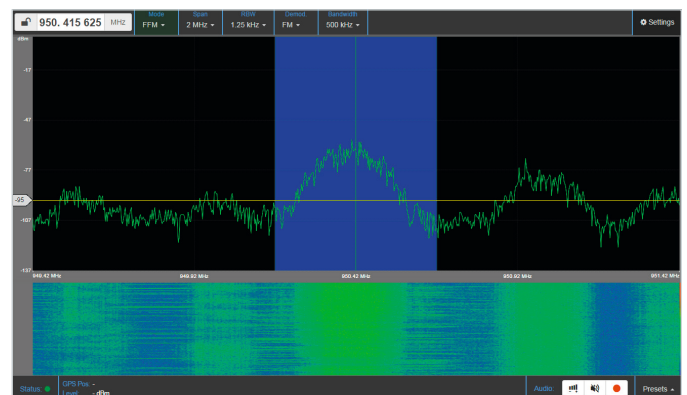 950. 415 625 MHz
Mode Span RBW Demod. Bandwidth
FFM 2 MHz 1.25 kHz FM 500 kHz
Settings
dBm
-17
-47
-77
-95
-107
-137
949.42 MHz 949.92 MHz 950.42 MHz 950.92 MHz 951.42 MHz
Status: GPS Pos: -
Level: - dBm
Audio: Presets